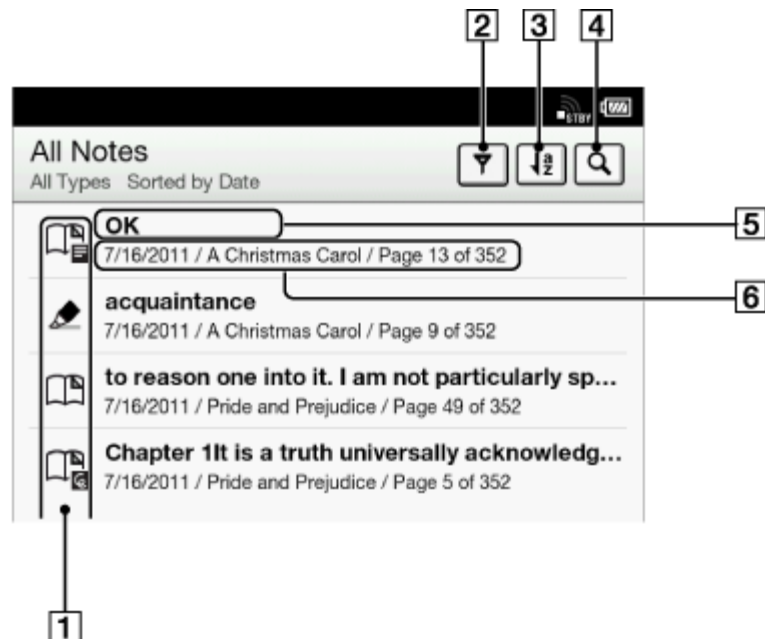 2 3 4
STBY
All Notes
a
z
All Types Sorted by Date
OK
5
7/16/2011 / A Christmas Carol / Page 13 of 352
6
acquaintance
7/16/2011 / A Christmas Carol / Page 9 of 352
to reason one into it. I am not particularly sp...
7/16/2011 / Pride and Prejudice / Page 49 of 352
Chapter 1It is a truth universally acknowledg...
7/16/2011 / Pride and Prejudice / Page 5 of 352
1